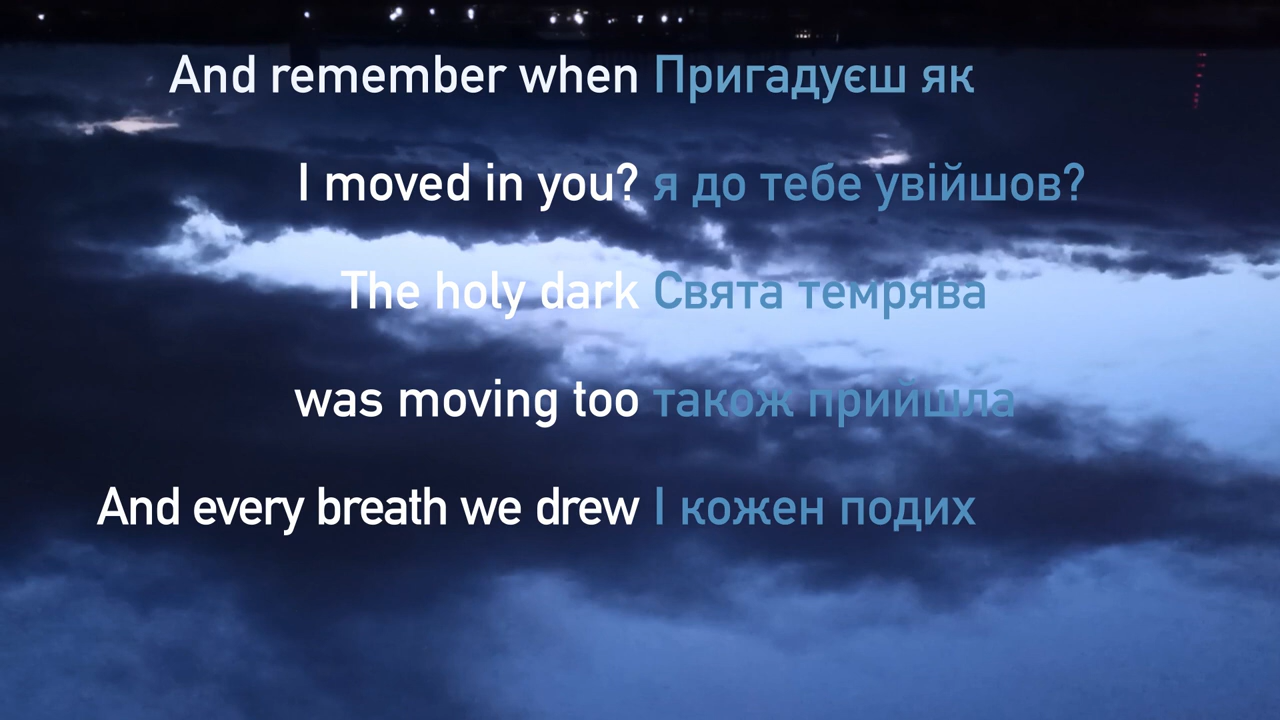 And remember when Пригадуєш як
I moved in you? я до тебе увійшов?
The holy dark Свята темрява
was moving too також прийшла
And every breath we drew І кожен подих